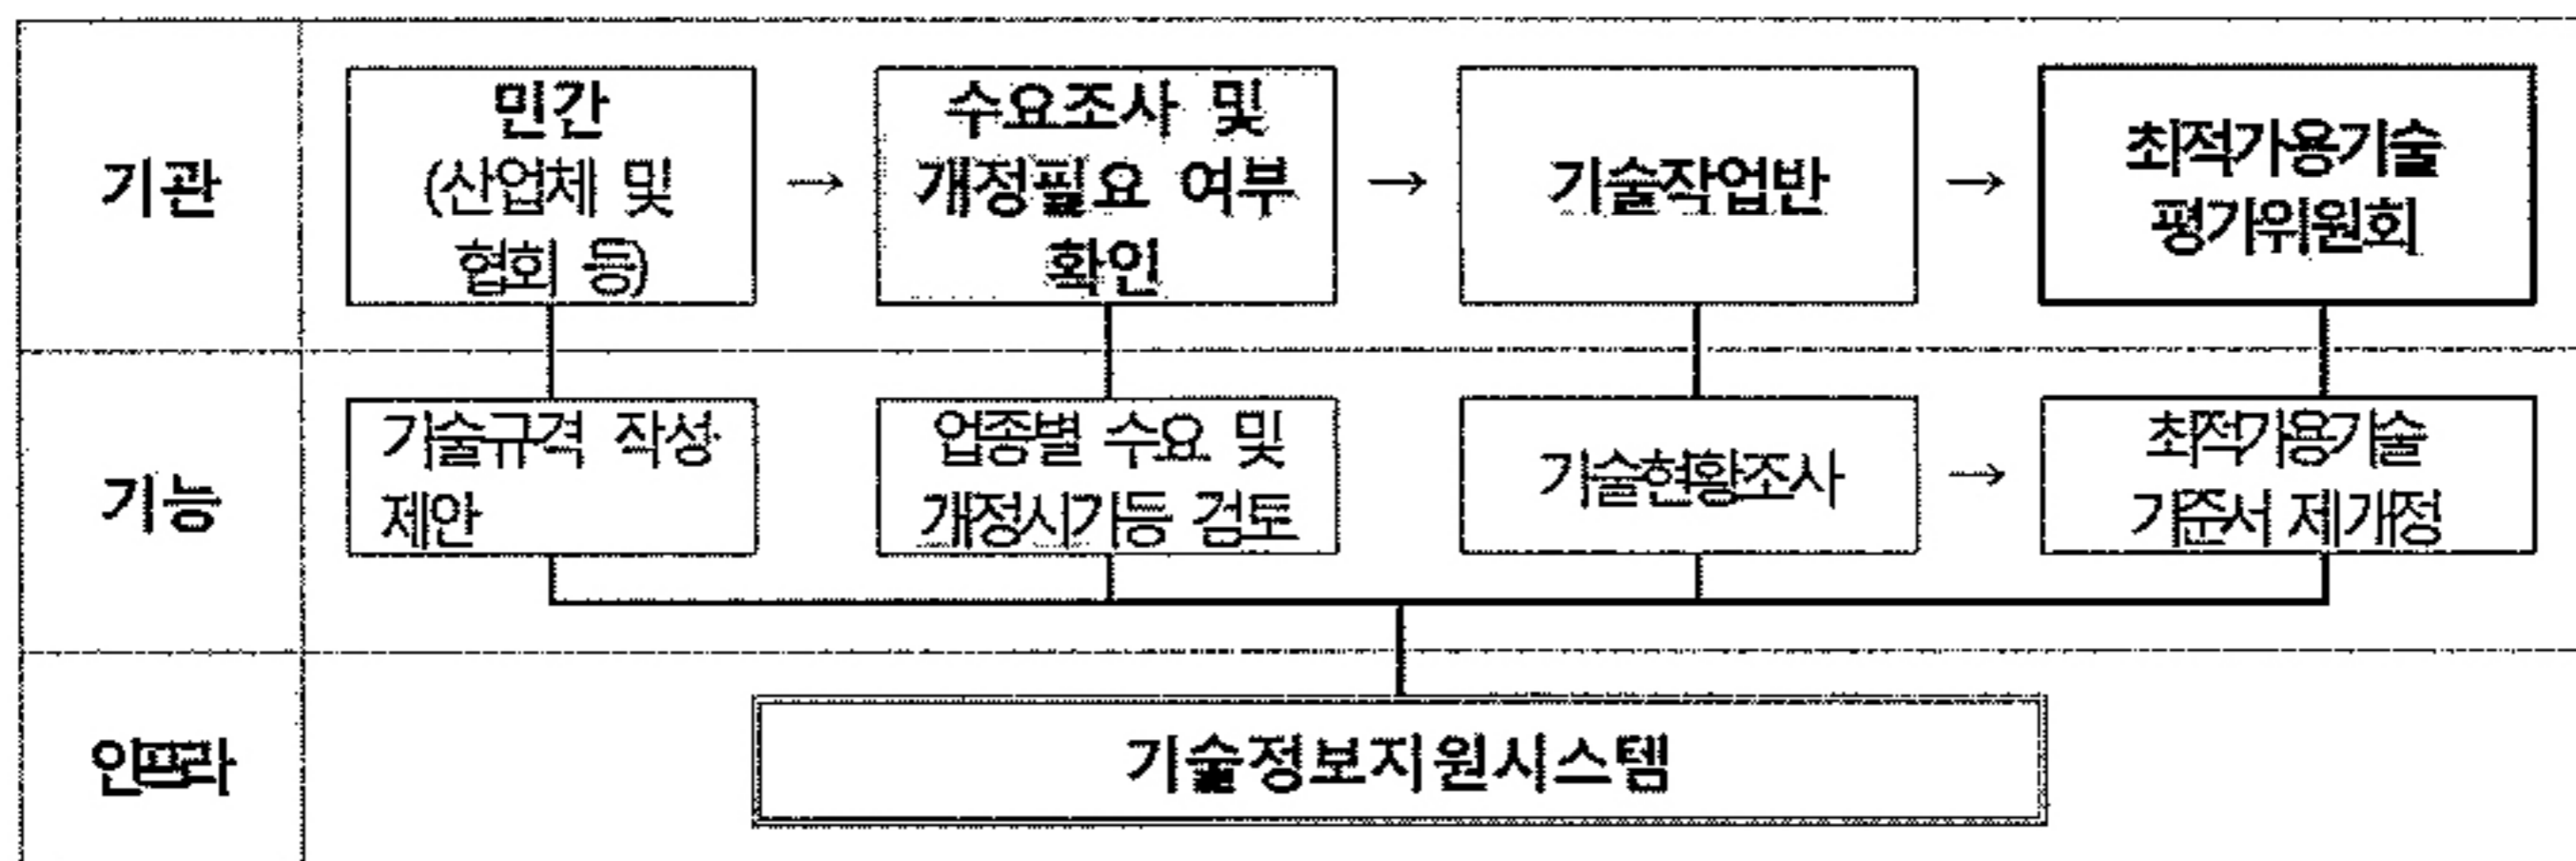 기관
민간
(산업체 및
협회 등)
→
수요조사 및
개정필요 여부
확인
→
기술작업반
→
최적가용기술
평가위원회
기능
기술규격 작성
제안
업종별 수요 및
개정시기등 검토
기술현황조사
→
최적가용기술
기준서 제개정
인프라
기술정보지원시스템